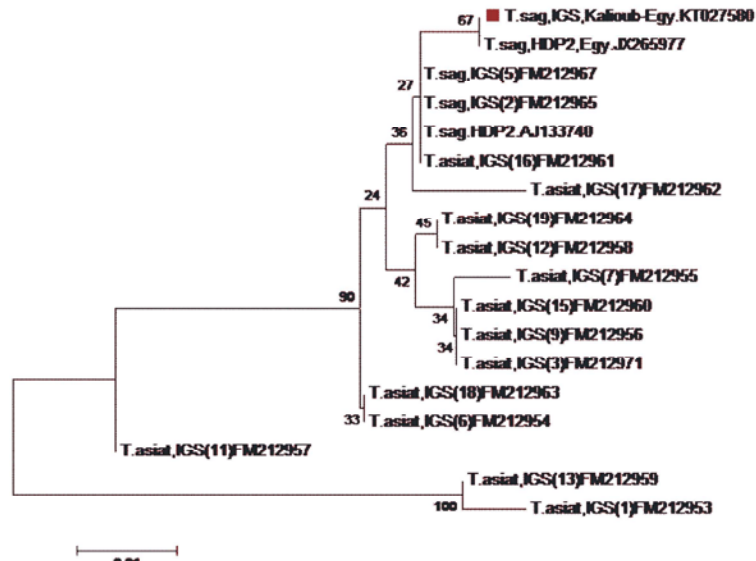 67
T.sag,IGS,Kalioub-Egy.KT027580
T.sag,HDP2,Egy.JX265977
T.sag,IGS(5)FM212967
27
T.sag,IGS(2)FM212965
T.sag.HDP2.AJ133740
36
T.asiat,IGS(16)FM212961
T.asiat,IGS(17)FM212962
24
T.asiat,IGS(19)FM212964
45
T.asiat,IGS(12)FM212958
T.asiat,IGS(7)FM212955
42
90
T.asiat,IGS(15)FM212960
34
T.asiat,IGS(9)FM212956
34
T.asiat,IGS(3)FM212971
T.asiat,IGS(18)FM212963
33
T.asiat,IGS(6)FM212954
T.asiat,IGS(11)FM212957
T.asiat,IGS(13)FM212959
100
T.asiat,IGS(1)FM212953